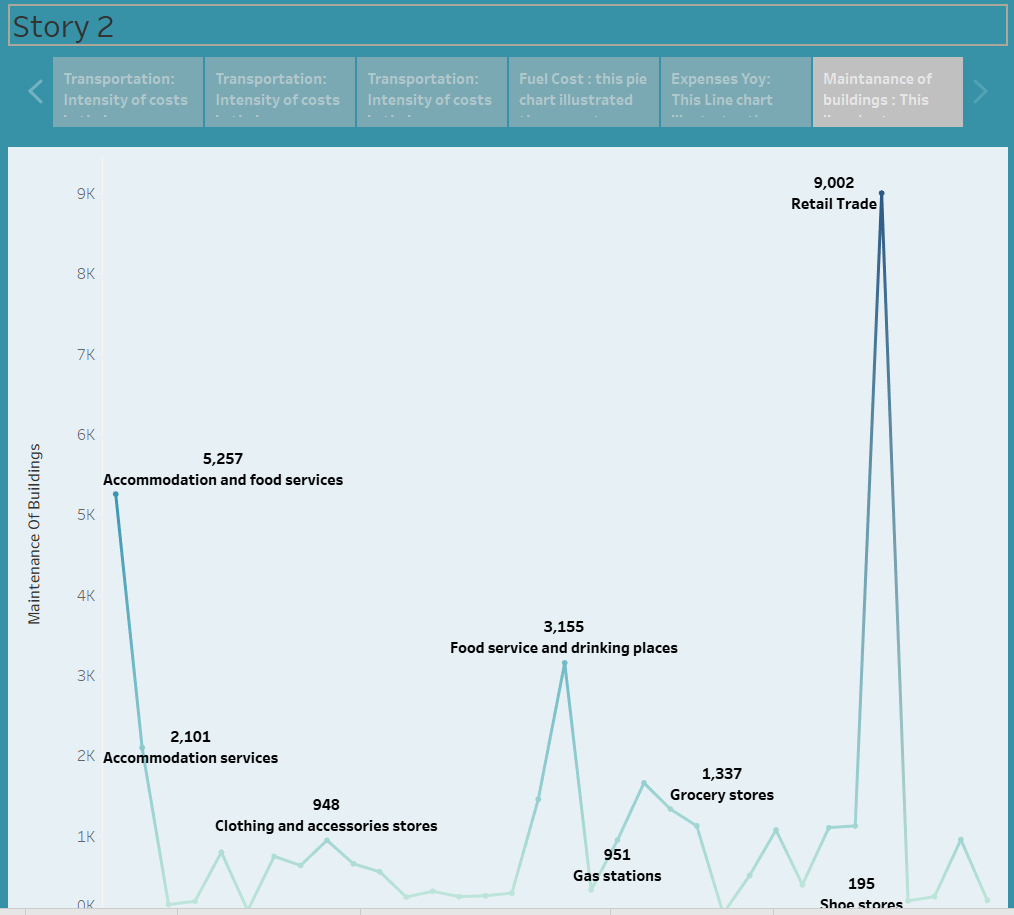 Story 2
Transportation:
Intensity of costs
Transportation:
Intensity of costs
Transportation:
Intensity of costs
Fuel Cost : this pie
chart illustrated
Expenses Yoy:
This Line chart
Maintanance of
buildings : This
9K
8K
7K
6K
5K
4K
3K
2K
1K
0K
Maintenance Of Buildings
9,002
Retail Trade
5,257
Accommodation and food services
3,155
Food service and drinking places
2,101
Accommodation services
1,337
Grocery stores
948
Clothing and accessories stores
951
Gas stations
195
Shoe stores